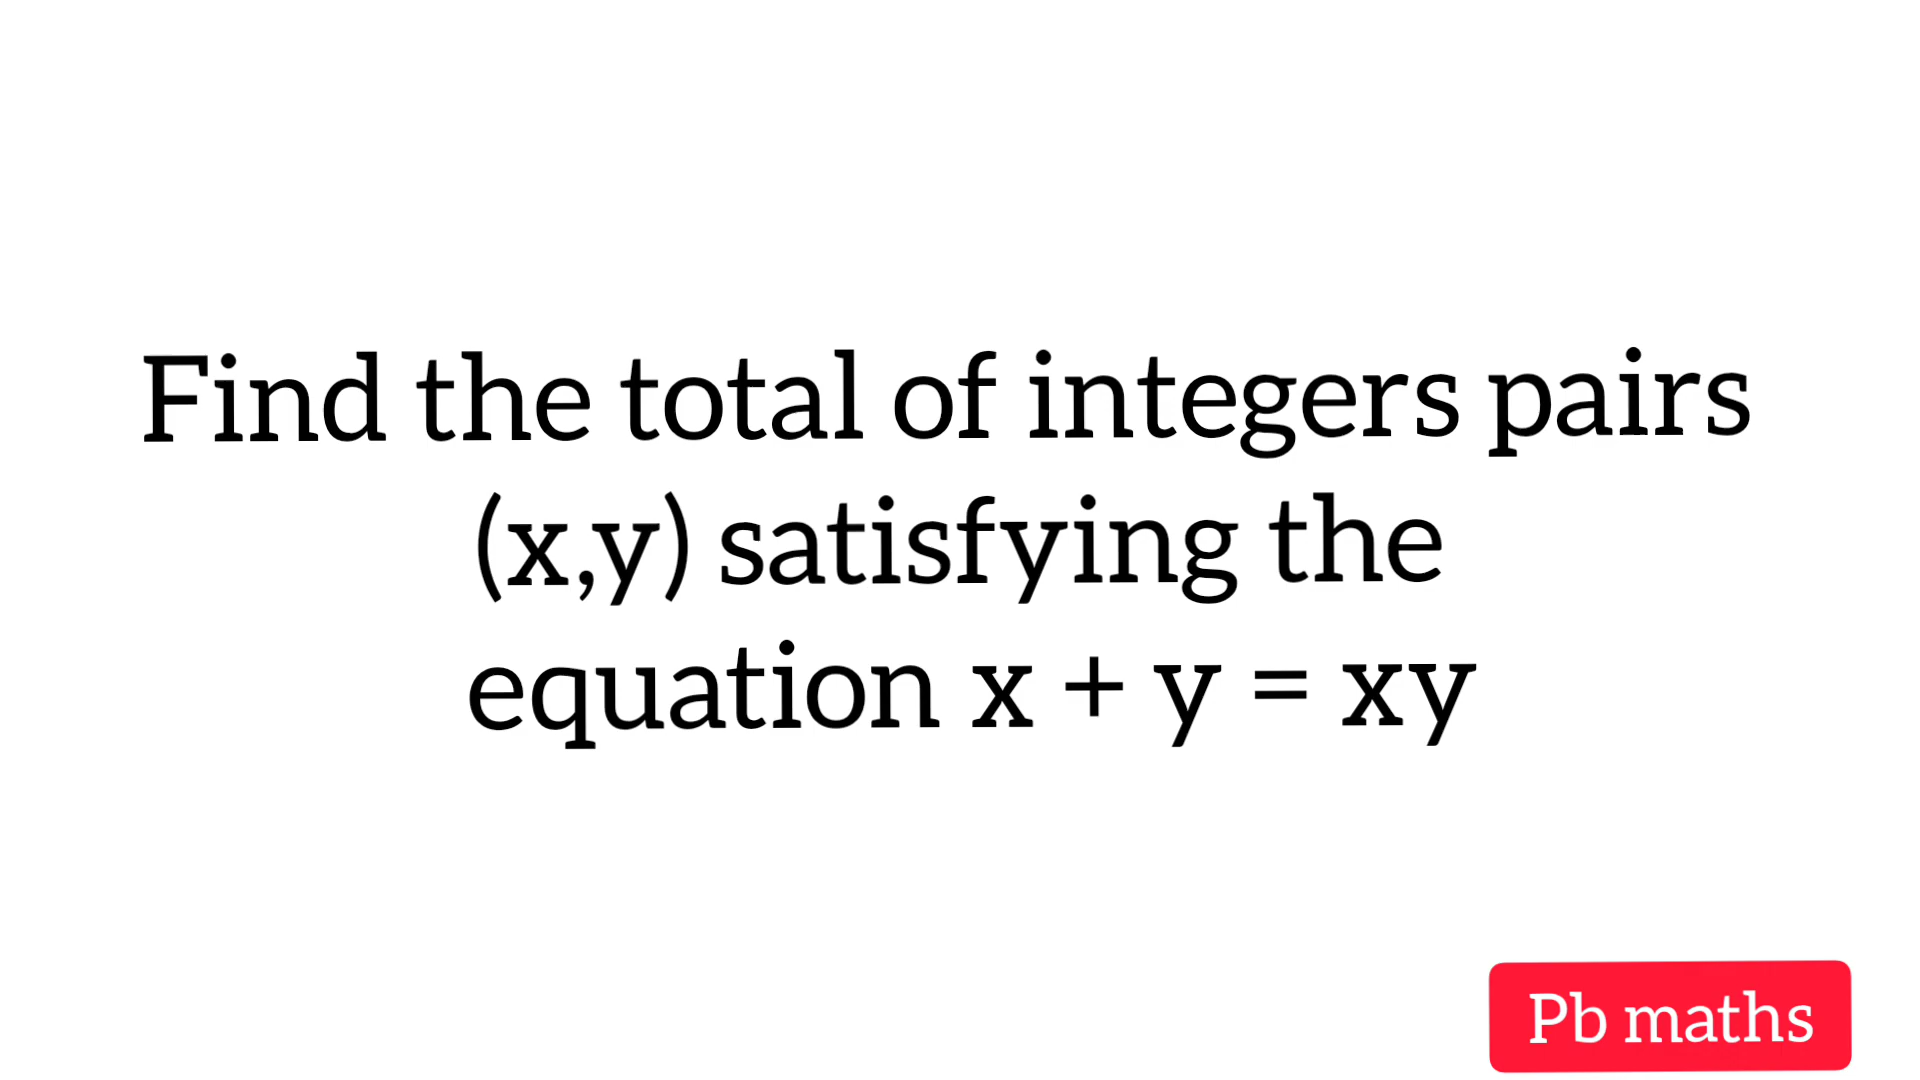 Find the total of integers pairs
(x,y) satisfying the
equation x + y = xy
Pb maths